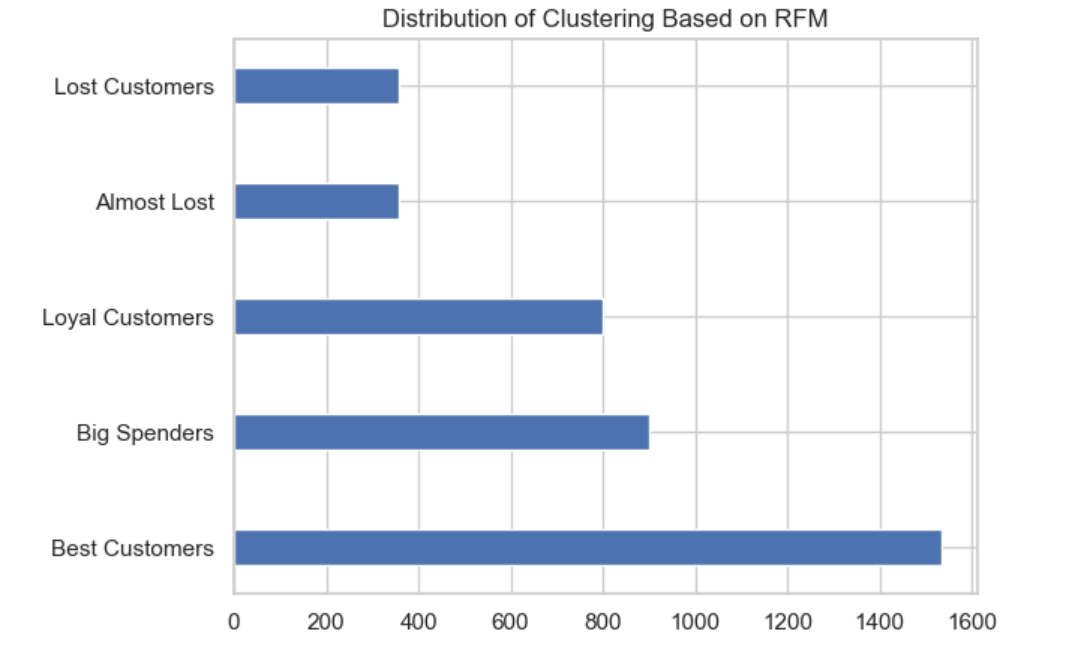 Distribution of Clustering Based on RFM
Lost Customers
Almost Lost
Loyal Customers
Big Spenders
Best Customers
0 200 400 600 800 1000 1200 1400 1600